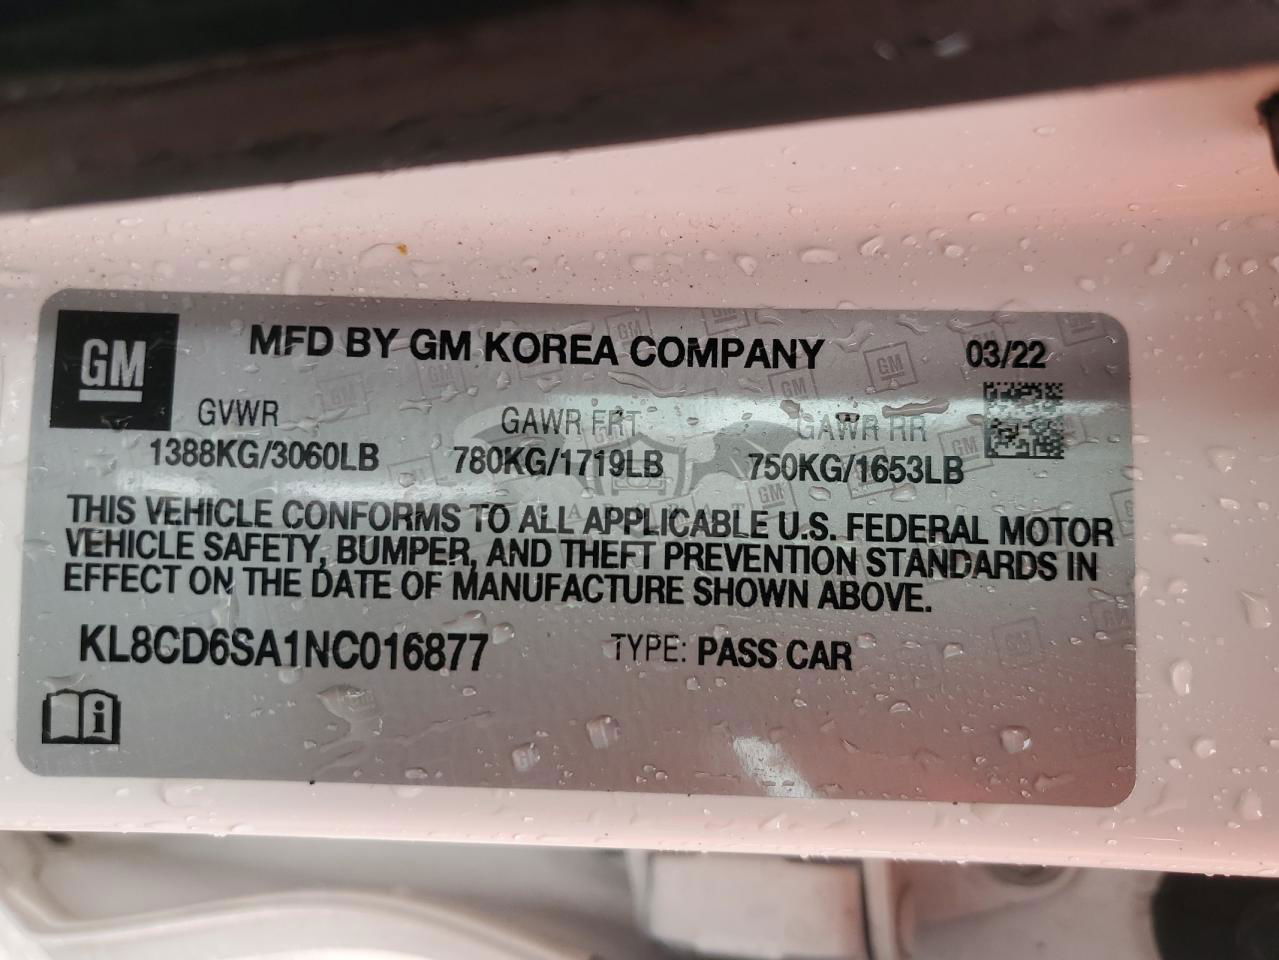 GM
MFD BY GM KOREA COMPANY 03/22
GVWR GAWR FRT GAWR RR
1388KG/3060LB 780KG/1719LB 750KG/1653LB
THIS VEHICLE CONFORMS TO ALL APPLICABLE U.S. FEDERAL MOTOR
VEHICLE SAFETY, BUMPER, AND THEFT PREVENTION STANDARDS IN
EFFECT ON THE DATE OF MANUFACTURE SHOWN ABOVE.
KL8CD6SA1NC016877 TYPE: PASS CAR